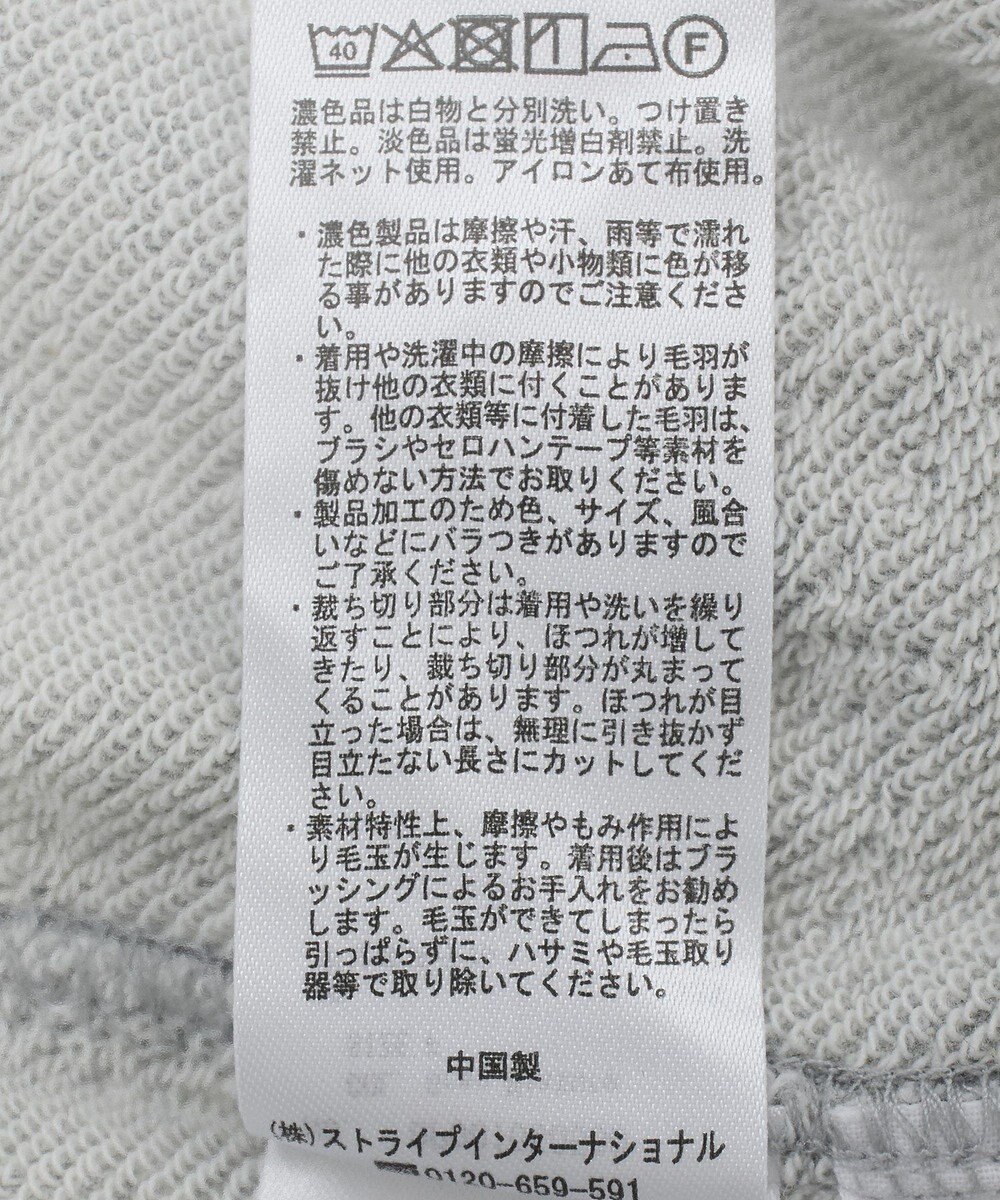 40 F
濃色品は白物と分別洗い。つけ置き
禁止。淡色品は蛍光増白剤禁止。洗
濯ネット使用。アイロンあて布使用。
・濃色製品は摩擦や汗、雨等で濡れ
た際に他の衣類や小物類に色が移
る事がありますのでご注意くださ
い。
・着用や洗濯中の摩擦により毛羽が
抜け他の衣類に付くことがありま
す。他の衣類等に付着した毛羽は、
ブラシやセロハンテープ等素材を
傷めない方法でお取りください。
・製品加工のため色、サイズ、風合
いなどにバラつきがありますので
ご了承ください。
・裁ち切り部分は着用や洗いを繰り
返すことにより、ほつれが増して
きたり、裁ち切り部分が丸まって
くることがあります。ほつれが目
立った場合は、無理に引き抜かず
目立たない長さにカットしてくだ
さい。
・素材特性上、摩擦やもみ作用によ
り毛玉が生じます。着用後はブラ
ッシングによるお手入れをお勧め
します。毛玉ができてしまったら
引っぱらずに、ハサミや毛玉取り
器等で取り除いてください。
中国製
(株)ストライプインターナショナル
0120-659-591